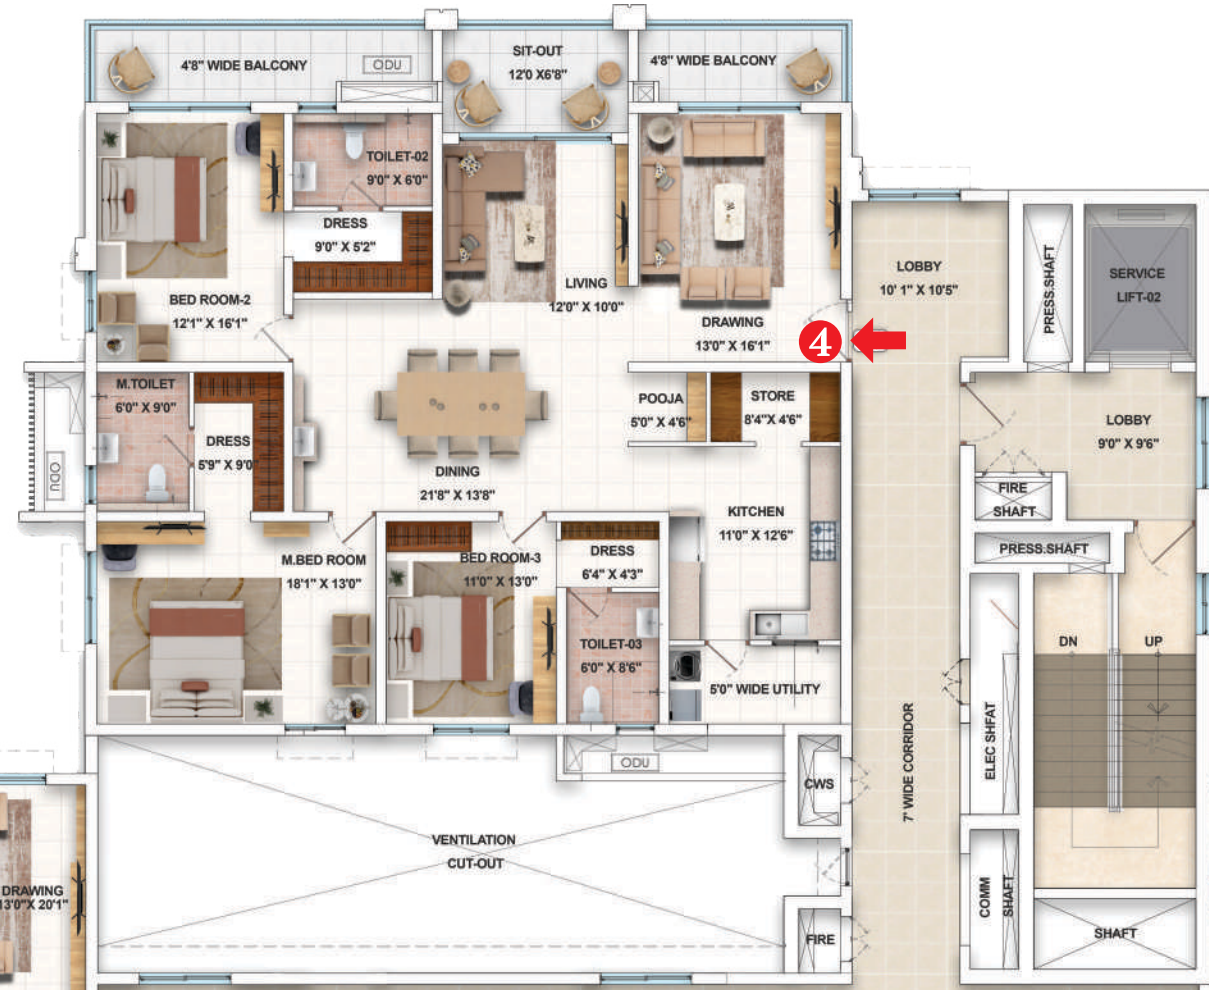 4'8" WIDE BALCONY
ODU
SIT-OUT
12'0 X6'8"
4'8" WIDE BALCONY
TOILET-02
9'0" X 6'0"
DRESS
9'0" X 5'2"
BED ROOM-2
12'1" X 16'1"
LIVING
12'0" X 10'0"
DRAWING
13'0" X 16'1"
4
LOBBY
10' 1" X 10'5"
PRESS.SHAFT
SERVICE
LIFT-02
M.TOILET
6'0" X 9'0"
DRESS
5'9" X 9'0"
ODU
POOJA
5'0" X 4'6"
STORE
8'4"X 4'6"
LOBBY
9'0" X 9'6"
DINING
21'8" X 13'8"
KITCHEN
11'0" X 12'6"
FIRE
SHAFT
PRESS.SHAFT
M.BED ROOM
18'1" X 13'0"
BED ROOM-3
11'0" X 13'0"
DRESS
6'4" X 4'3"
TOILET-03
6'0" X 8'6"
5'0" WIDE UTILITY
DN
UP
ELEC SHFAT
7' WIDE CORRIDOR
ODU
CWS
VENTILATION
CUT-OUT
DRAWING
13'0"X 20'1"
COMM
SHAFT
FIRE
SHAFT